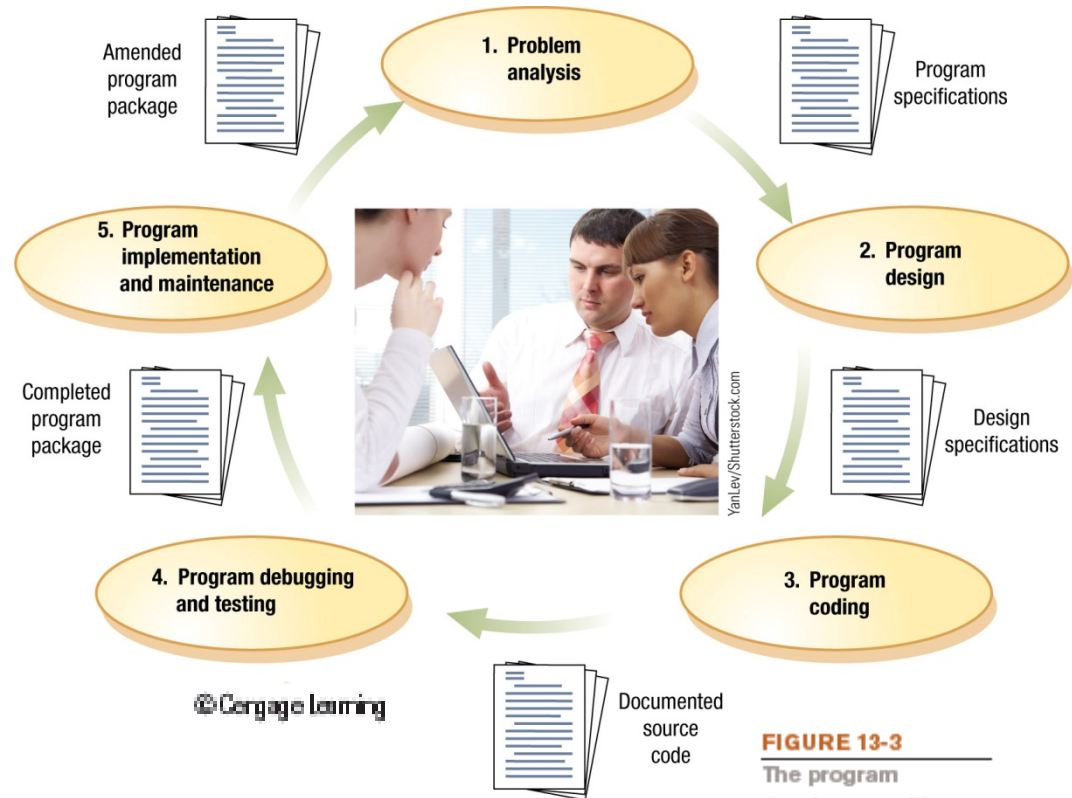 Amended
program
package
1. Problem
analysis
Program
specifications
5. Program
implementation
and maintenance
2. Program
design
Completed
program
package
YanLev/Shutterstock.com
Design
specifications
4. Program debugging
and testing
3. Program
coding
© Cengage Learning
Documented
source
code
FIGURE 13-3
The program